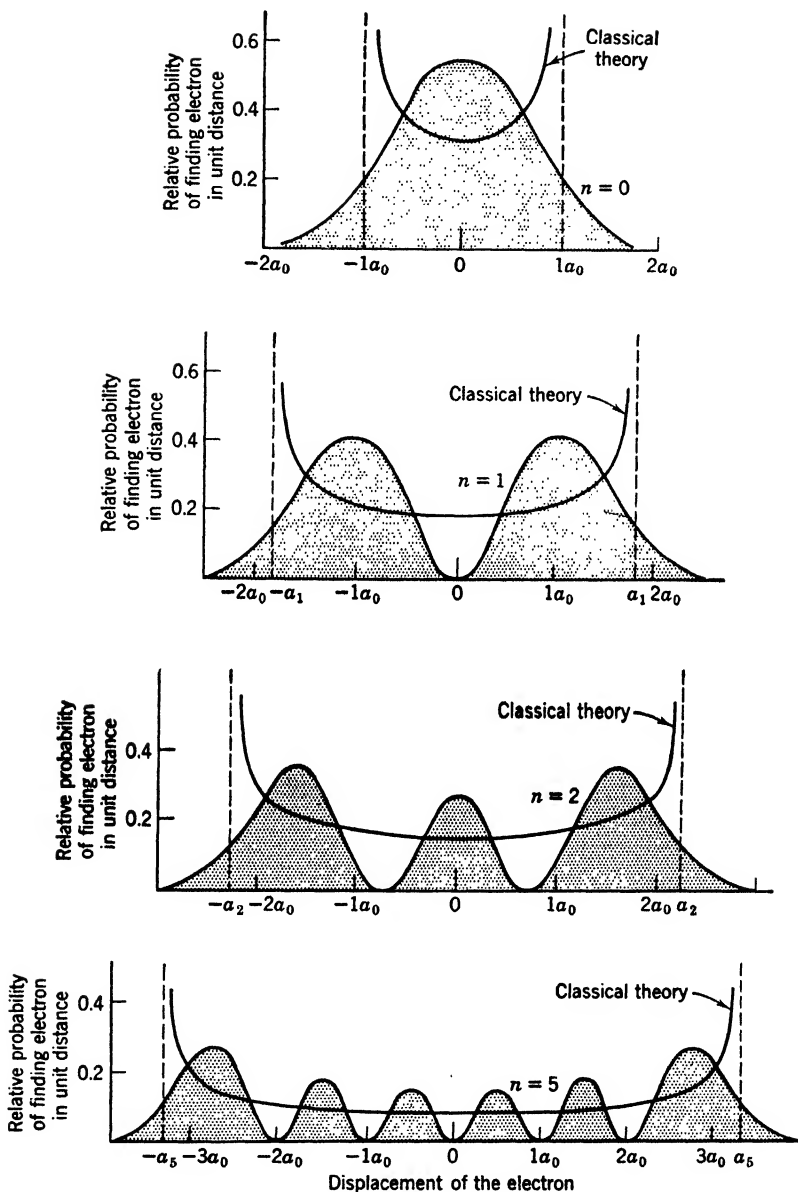 Relative probability
of finding electron
in unit distance
0.6
0.4
0.2
Classical
theory
n = 0
−2a₀ −1a₀ 0 1a₀ 2a₀
Relative probability
of finding electron
in unit distance
0.6
0.4
0.2
Classical theory
n = 1
−2a₀ −a₁ −1a₀ 0 1a₀ a₁ 2a₀
Relative probability
of finding electron
in unit distance
0.4
0.2
Classical theory
n = 2
−a₂ −2a₀ −1a₀ 0 1a₀ 2a₀ a₂
Relative probability
of finding electron
in unit distance
0.4
0.2
Classical theory
n = 5
−a₅ −3a₀ −2a₀ −1a₀ 0 1a₀ 2a₀ 3a₀ a₅
Displacement of the electron